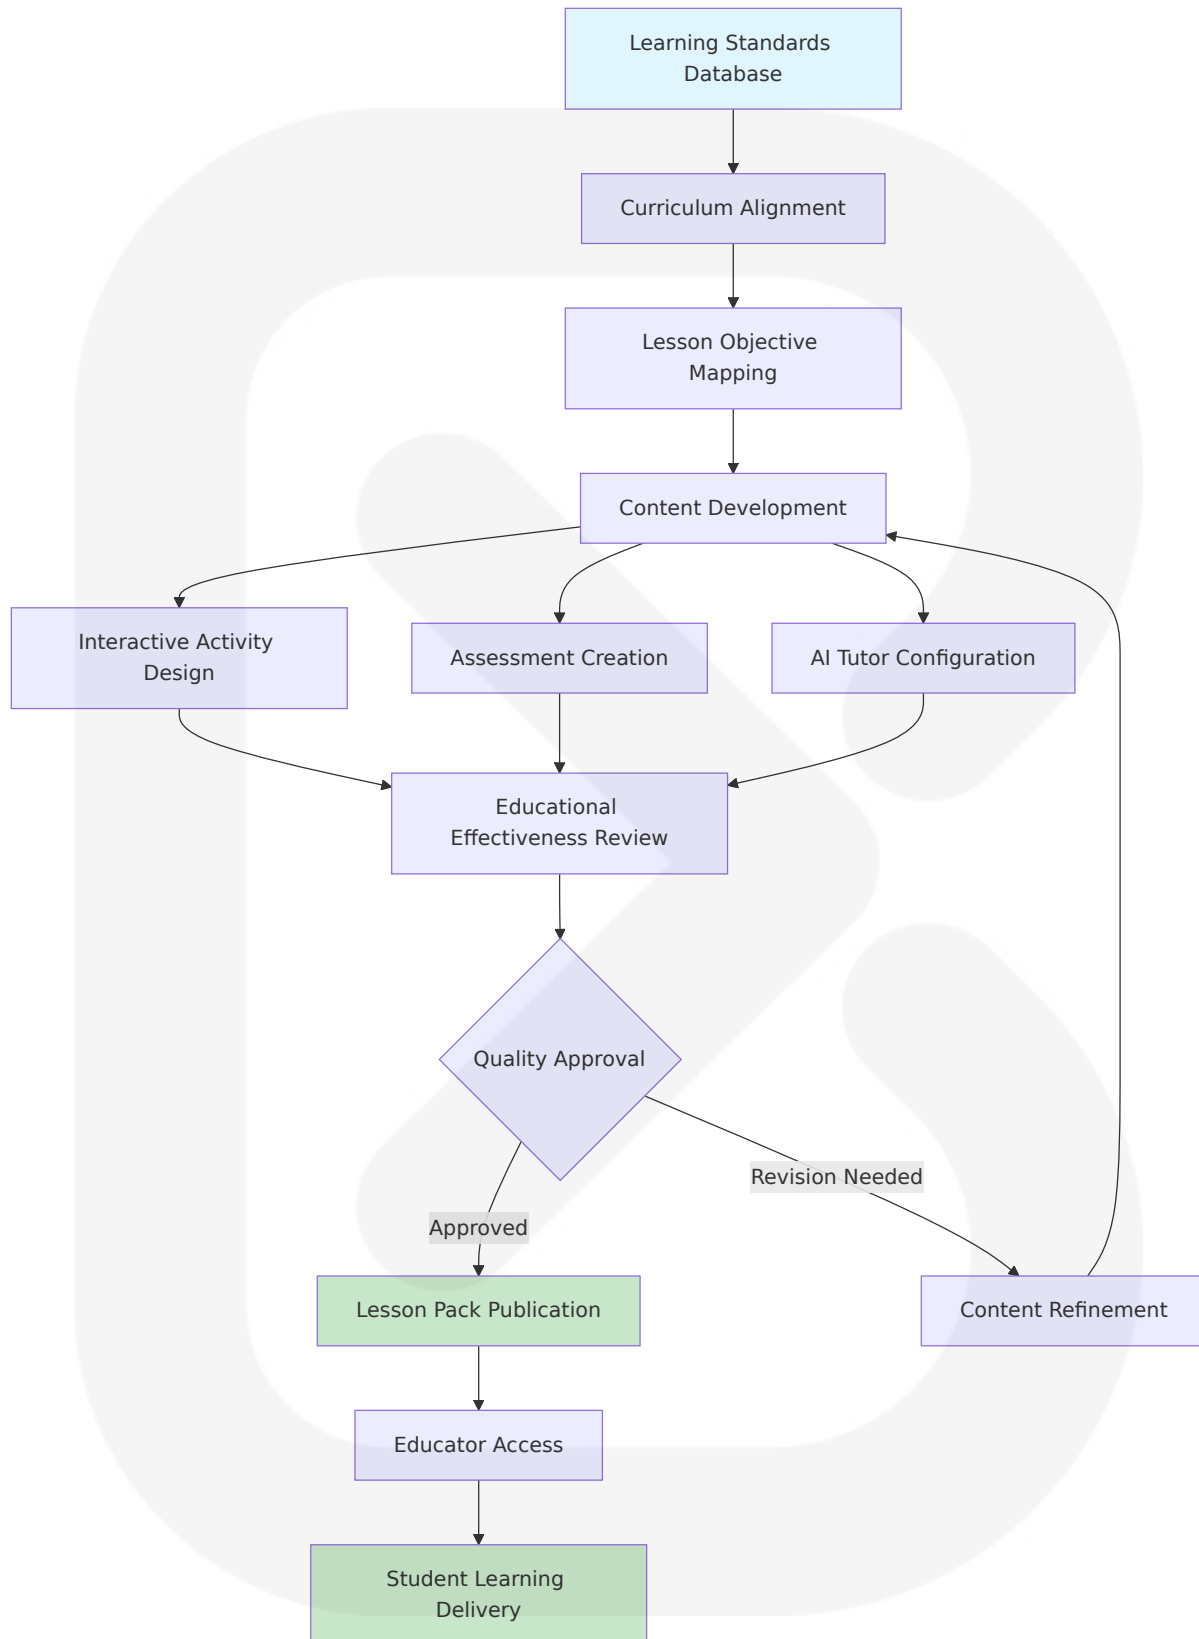 Learning Standards
Database
Curriculum Alignment
Lesson Objective
Mapping
Content Development
Interactive Activity
Design
Assessment Creation
AI Tutor Configuration
Educational
Effectiveness Review
Quality Approval
Revision Needed
Approved
Lesson Pack Publication
Content Refinement
Educator Access
Student Learning
Delivery